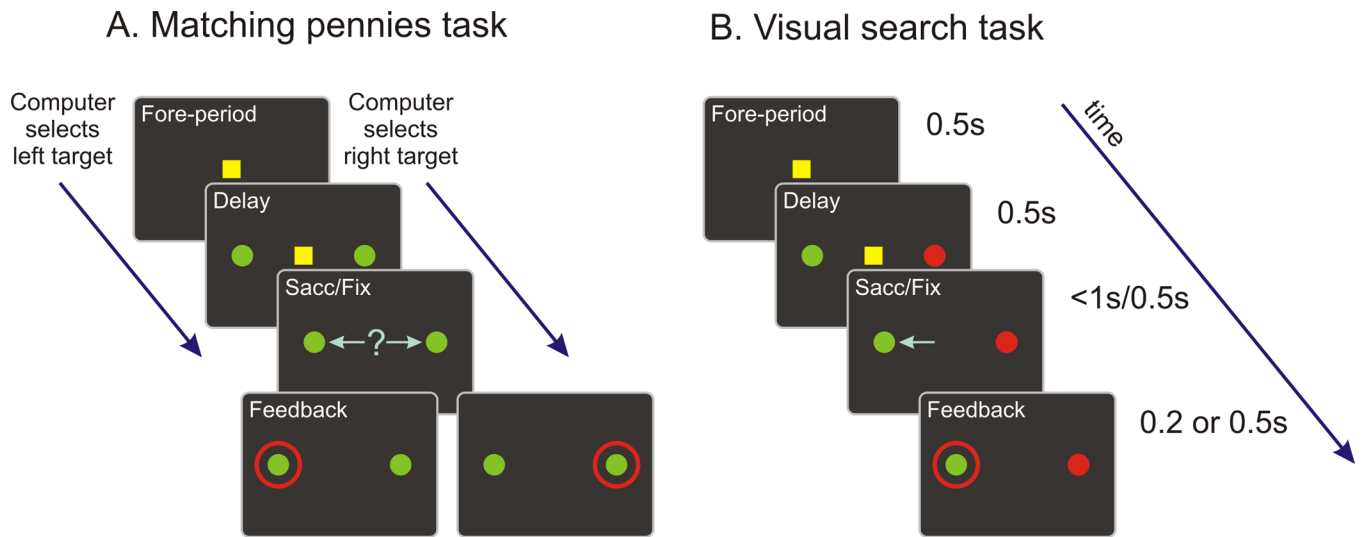 A. Matching pennies task
Computer
selects
left target
Fore-period
Computer
selects
right target
Delay
Sacc/Fix
?
Feedback
B. Visual search task
Fore-period
0.5s
time
Delay
0.5s
Sacc/Fix
<1s/0.5s
Feedback
0.2 or 0.5s